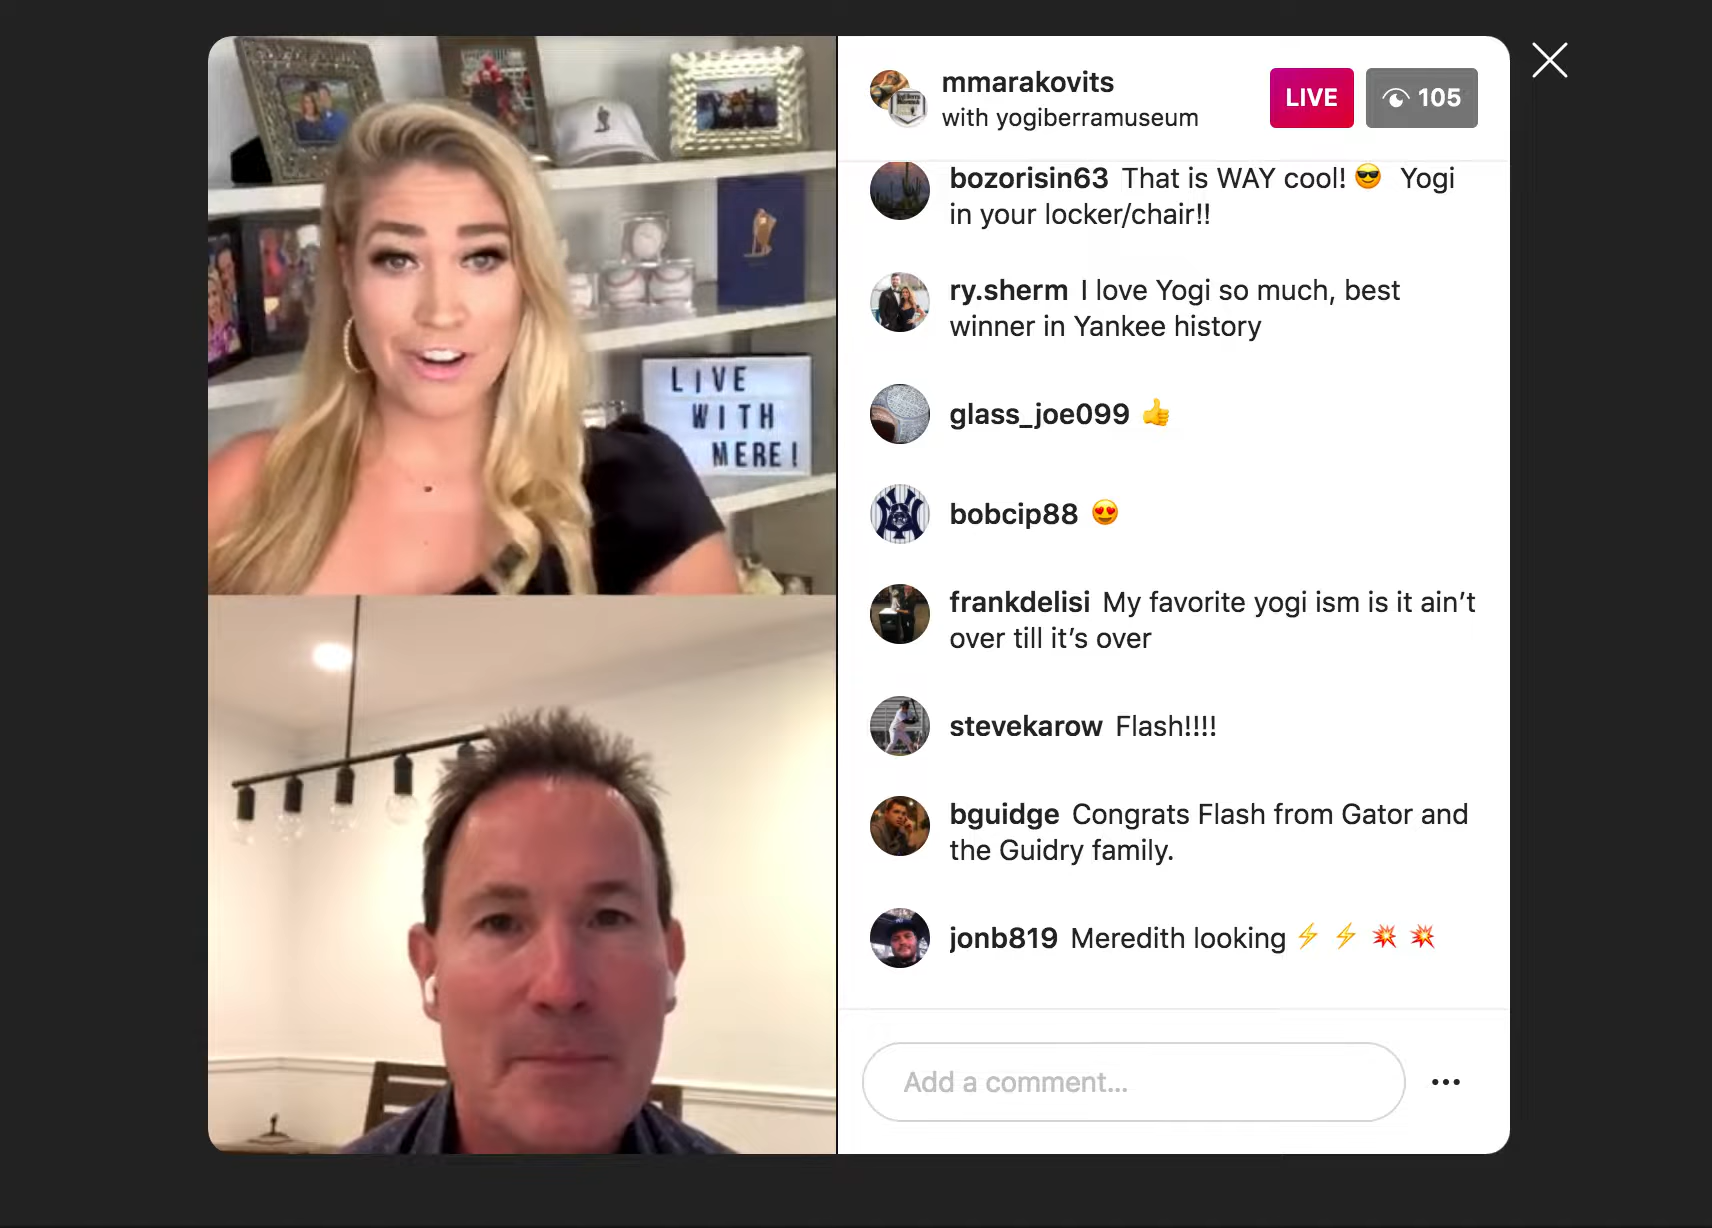 LIVE
WITH
MERE!
mmarakovits
with yogiberramuseum
LIVE
105
bozorisin63 That is WAY cool! 😎 Yogi
in your locker/chair!!
ry.sherm I love Yogi so much, best
winner in Yankee history
glass_joe099 👍
bobcip88 😍
frankdelisi My favorite yogi ism is it ain’t
over till it’s over
stevekarow Flash!!!!
bguidge Congrats Flash from Gator and
the Guidry family.
jonb819 Meredith looking ⚡ ⚡ 💥 💥
Add a comment...